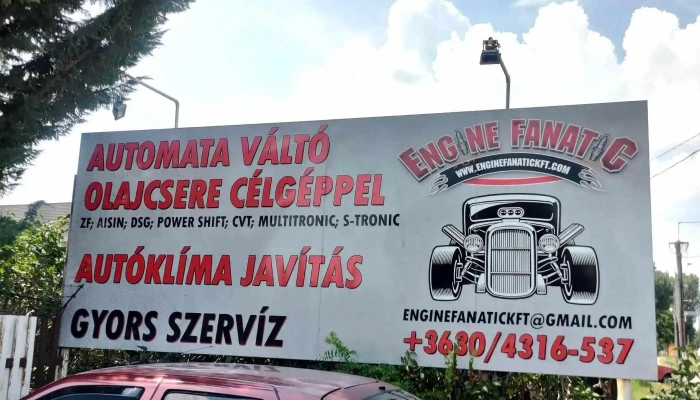 AUTOMATA VÁLTÓ
OLAJCSERE CÉLGÉPPEL
ZF; AISIN; DSG; POWER SHIFT; CVT; MULTITRONIC; S-TRONIC
AUTÓKLÍMA JAVÍTÁS
GYORS SZERVÍZ
ENGINE FANATIC
WWW.ENGINEFANATICKFT.COM
ENGINEFANATICKFT@GMAIL.COM
+3630/4316-537